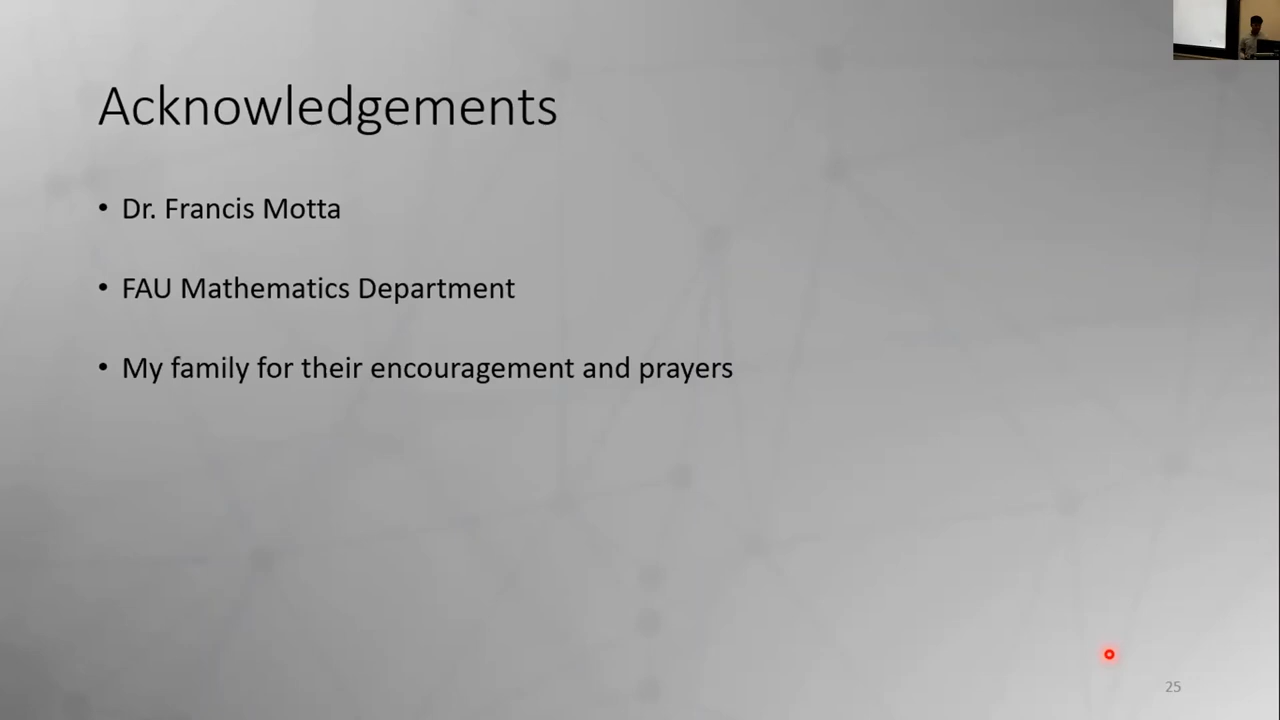 Acknowledgements
• Dr. Francis Motta
• FAU Mathematics Department
• My family for their encouragement and prayers
25